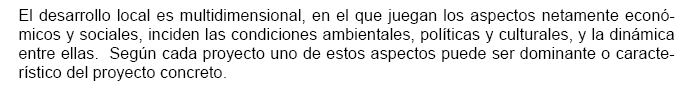 El desarrollo local es multidimensional, en el que juegan los aspectos netamente econó-
micos y sociales, inciden las condiciones ambientales, políticas y culturales, y la dinámica
entre ellas.  Según cada proyecto uno de estos aspectos puede ser dominante o caracte-
rístico del proyecto concreto.